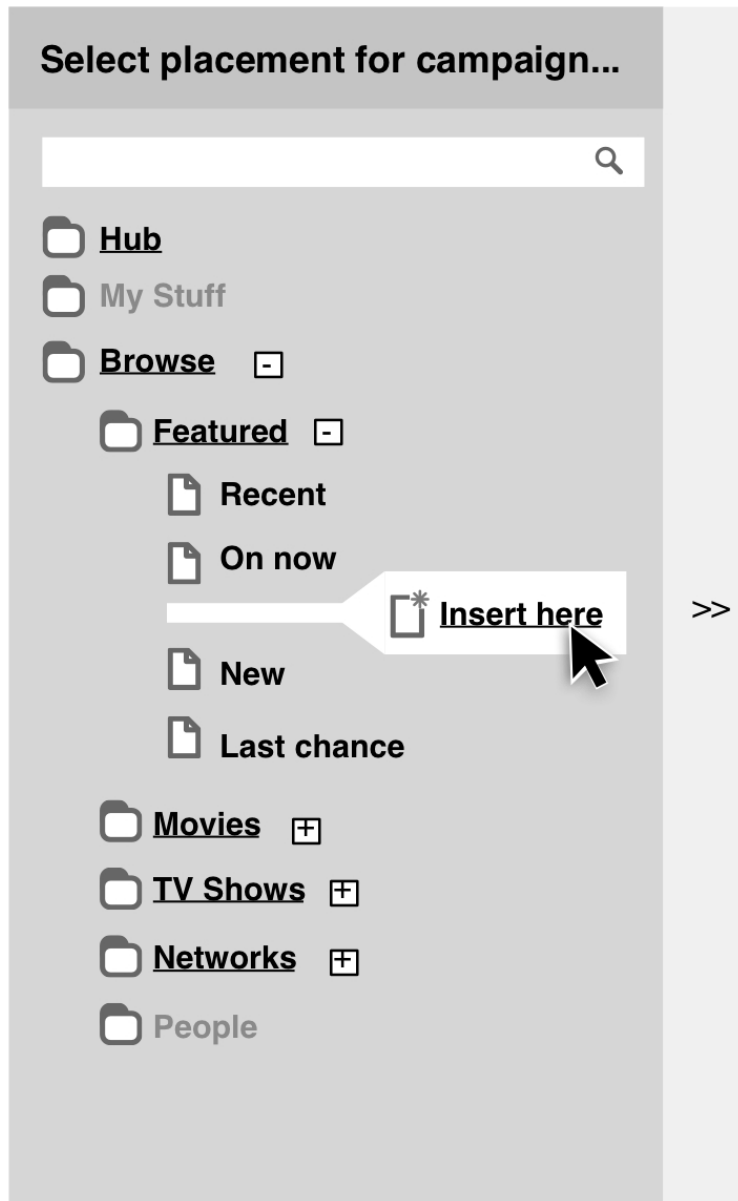 Select placement for campaign...
Hub
My Stuff
Browse -
Featured -
Recent
On now
Insert here
>>
New
Last chance
Movies +
TV Shows +
Networks +
People